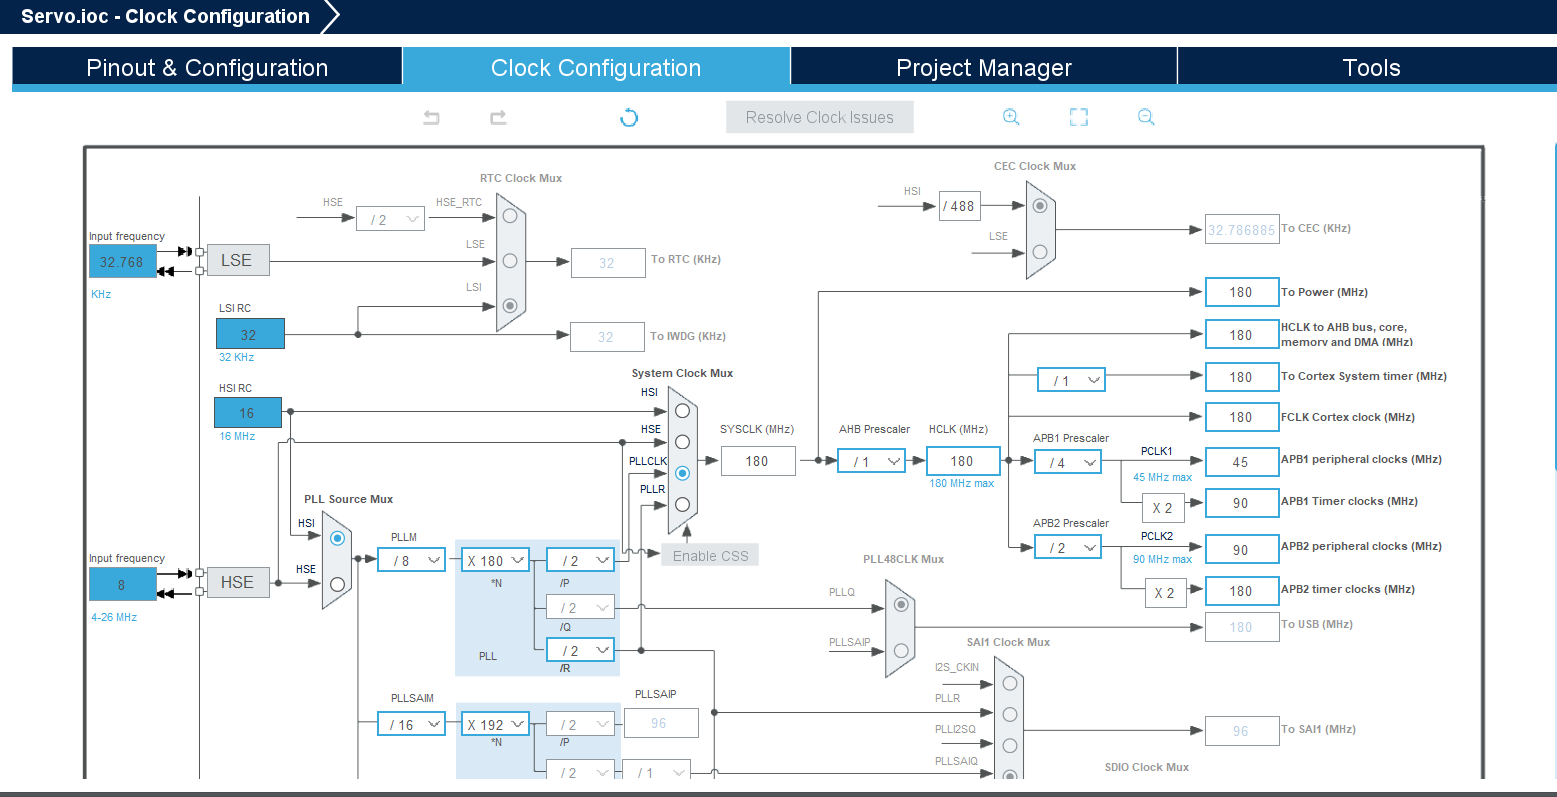 Servo.ioc - Clock Configuration
Pinout & Configuration
Clock Configuration
Project Manager
Tools
Resolve Clock Issues
RTC Clock Mux
CEC Clock Mux
HSE
/ 2
HSE_RTC
HSI
/ 488
LSE
32.786885
To CEC (KHz)
Input frequency
32.768
KHz
LSE
LSE
32
To RTC (KHz)
LSI
LSI RC
32
32 KHz
32
To IWDG (KHz)
180
To Power (MHz)
180
HCLK to AHB bus, core,
memory and DMA (MHz)
/ 1
180
To Cortex System timer (MHz)
180
FCLK Cortex clock (MHz)
System Clock Mux
HSI RC
16
16 MHz
HSI
HSE
PLLCLK
PLLR
SYSCLK (MHz)
180
AHB Prescaler
/ 1
HCLK (MHz)
180
180 MHz max
APB1 Prescaler
/ 4
PCLK1
45 MHz max
45
APB1 peripheral clocks (MHz)
X 2
90
APB1 Timer clocks (MHz)
APB2 Prescaler
/ 2
PCLK2
90 MHz max
90
APB2 peripheral clocks (MHz)
X 2
180
APB2 timer clocks (MHz)
Enable CSS
PLL Source Mux
HSI
HSE
Input frequency
8
4-26 MHz
HSE
PLLM
/ 8
X 180
*N
/ 2
/P
/ 2
/Q
/ 2
/R
PLL
PLL48CLK Mux
PLLQ
PLLSAIP
180
To USB (MHz)
SAI1 Clock Mux
I2S_CKIN
PLLR
PLLI2SQ
PLLSAIQ
96
To SAI1 (MHz)
SDIO Clock Mux
PLLSAIM
/ 16
X 192
*N
/ 2
/P
PLLSAIP
96
/ 2
/ 1